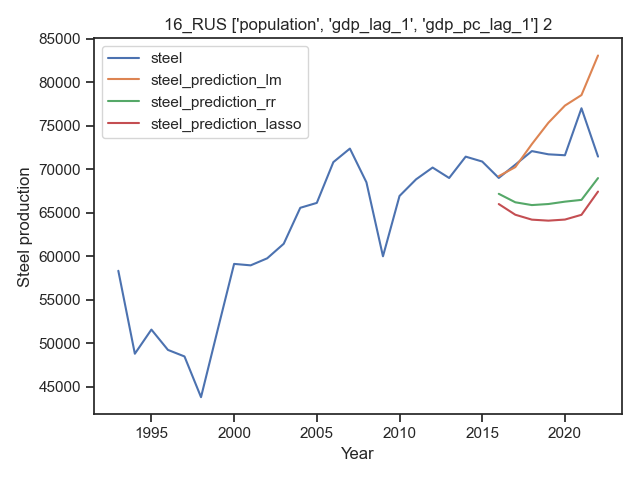 16_RUS ['population', 'gdp_lag_1', 'gdp_pc_lag_1'] 2
steel
steel_prediction_lm
steel_prediction_rr
steel_prediction_lasso
Steel production
85000
80000
75000
70000
65000
60000
55000
50000
45000
1995 2000 2005 2010 2015 2020
Year